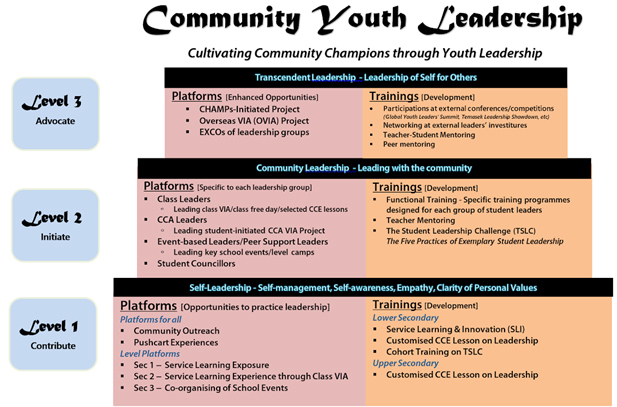 Community Youth Leadership
Cultivating Community Champions through Youth Leadership
Level 3
Advocate
Transcendent Leadership - Leadership of Self for Others
Platforms [Enhanced Opportunities]
▪ CHAMPs-Initiated Project
▪ Overseas VIA (OVIA) Project
▪ EXCOs of leadership groups
Trainings [Development]
▪ Participations at external conferences/competitions
(Global Youth Leaders' Summit, Temasek Leadership Showdown, etc)
▪ Networking at external leaders' investitures
▪ Teacher-Student Mentoring
▪ Peer mentoring
Level 2
Initiate
Community Leadership - Leading with the community
Platforms [Specific to each leadership group]
▪ Class Leaders
◦ Leading class VIA/class free day/selected CCE lessons
▪ CCA Leaders
◦ Leading student-initiated CCA VIA Project
▪ Event-based Leaders/Peer Support Leaders
◦ Leading key school events/level camps
▪ Student Councillors
Trainings [Development]
▪ Functional Training - Specific training programmes
designed for each group of student leaders
▪ Teacher Mentoring
▪ The Student Leadership Challenge (TSLC)
The Five Practices of Exemplary Student Leadership
Level 1
Contribute
Self-Leadership - Self-management, Self-awareness, Empathy, Clarity of Personal Values
Platforms [Opportunities to practice leadership]
Platforms for all
▪ Community Outreach
▪ Pushcart Experiences
Level Platforms
▪ Sec 1 – Service Learning Exposure
▪ Sec 2 – Service Learning Experience through Class VIA
▪ Sec 3 – Co-organising of School Events
Trainings [Development]
Lower Secondary
▪ Service Learning & Innovation (SLI)
▪ Customised CCE Lesson on Leadership
▪ Cohort Training on TSLC
Upper Secondary
▪ Customised CCE Lesson on Leadership